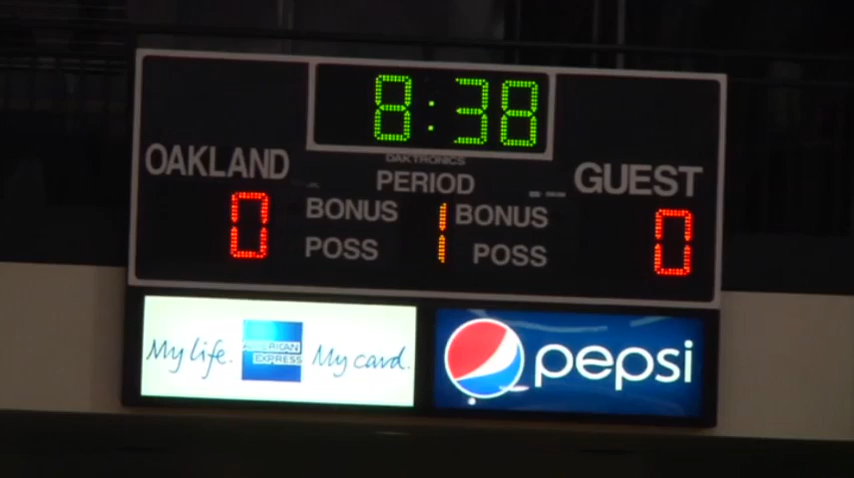 8:38
DAKTRONICS
OAKLAND
PERIOD
GUEST
0
BONUS
1
BONUS
0
POSS
POSS
My life.
AMERICAN
EXPRESS
My card.
pepsi